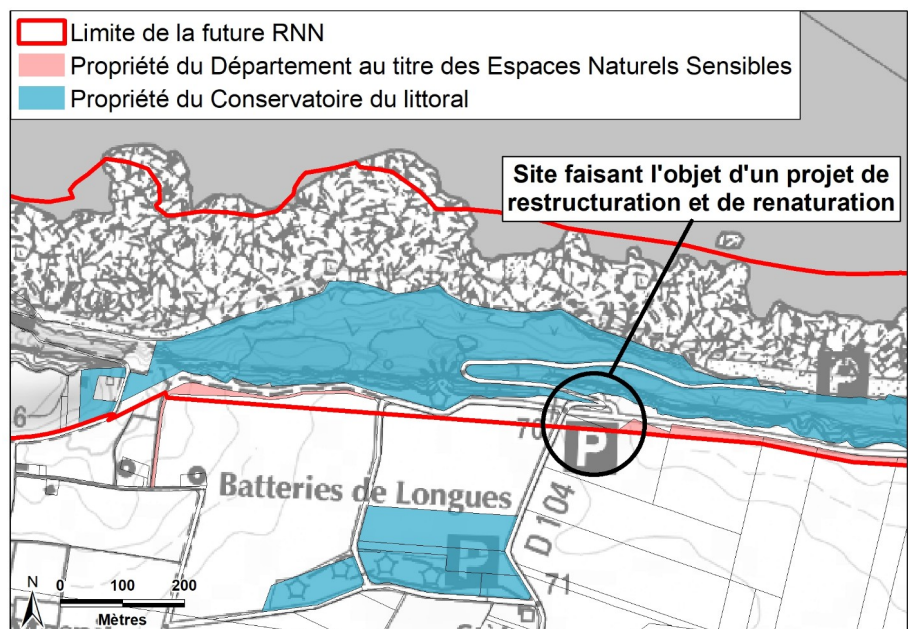 Limite de la future RNN
Propriété du Département au titre des Espaces Naturels Sensibles
Propriété du Conservatoire du littoral
Site faisant l'objet d'un projet de
restructuration et de renaturation
P
6
70
P
Batteries de Longues
D 104
P
71
N
0 100 200
Mètres